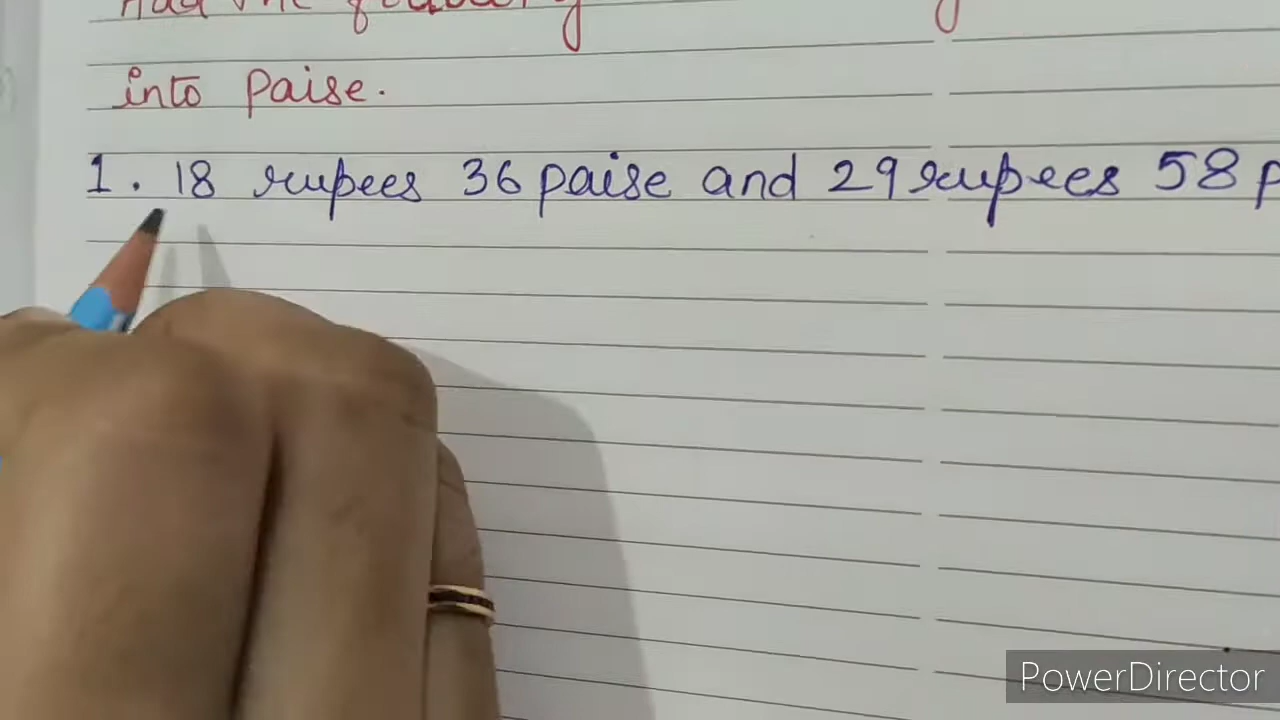 into paise.
1. 18 rupees 36 paise and 29 rupees 58 p
PowerDirector